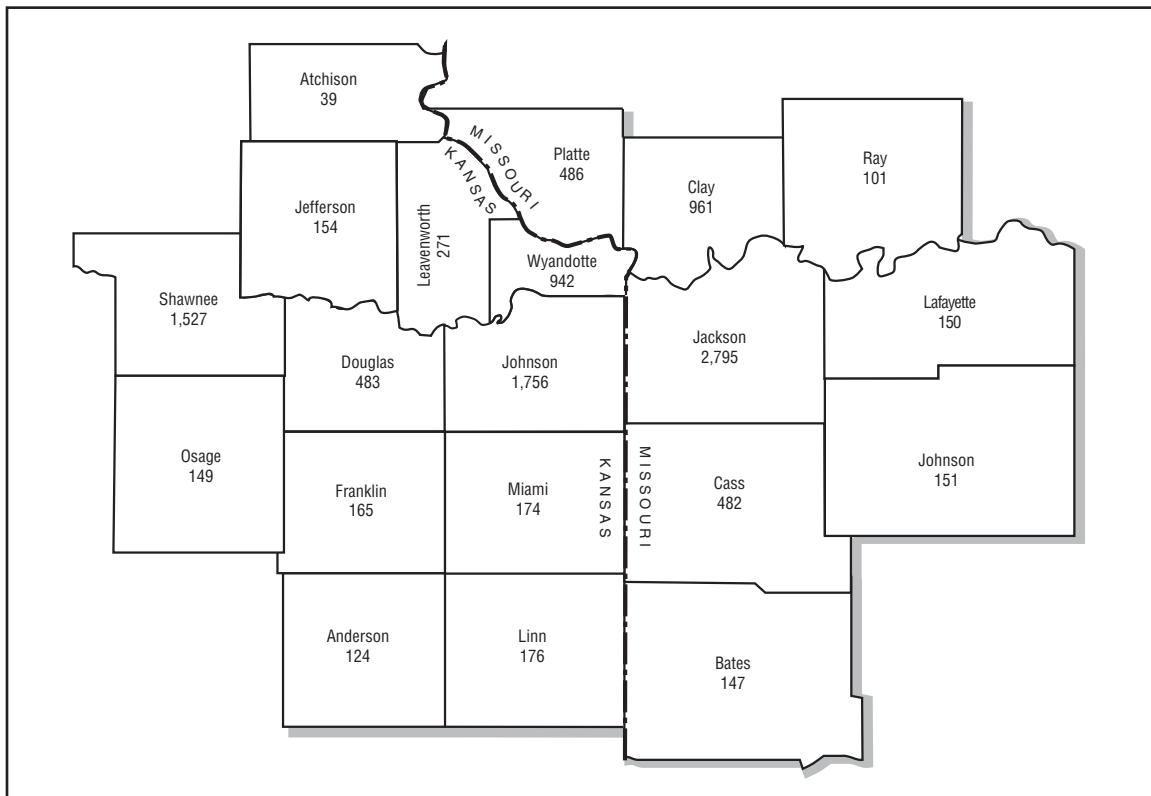 Atchison
39
MISSOURI
KANSAS
Platte
486
Clay
961
Ray
101
Jefferson
154
Leavenworth
271
Wyandotte
942
Shawnee
1,527
Lafayette
150
Jackson
2,795
Douglas
483
Johnson
1,756
Osage
149
Franklin
165
Miami
174
KANSAS
MISSOURI
Cass
482
Johnson
151
Anderson
124
Linn
176
Bates
147